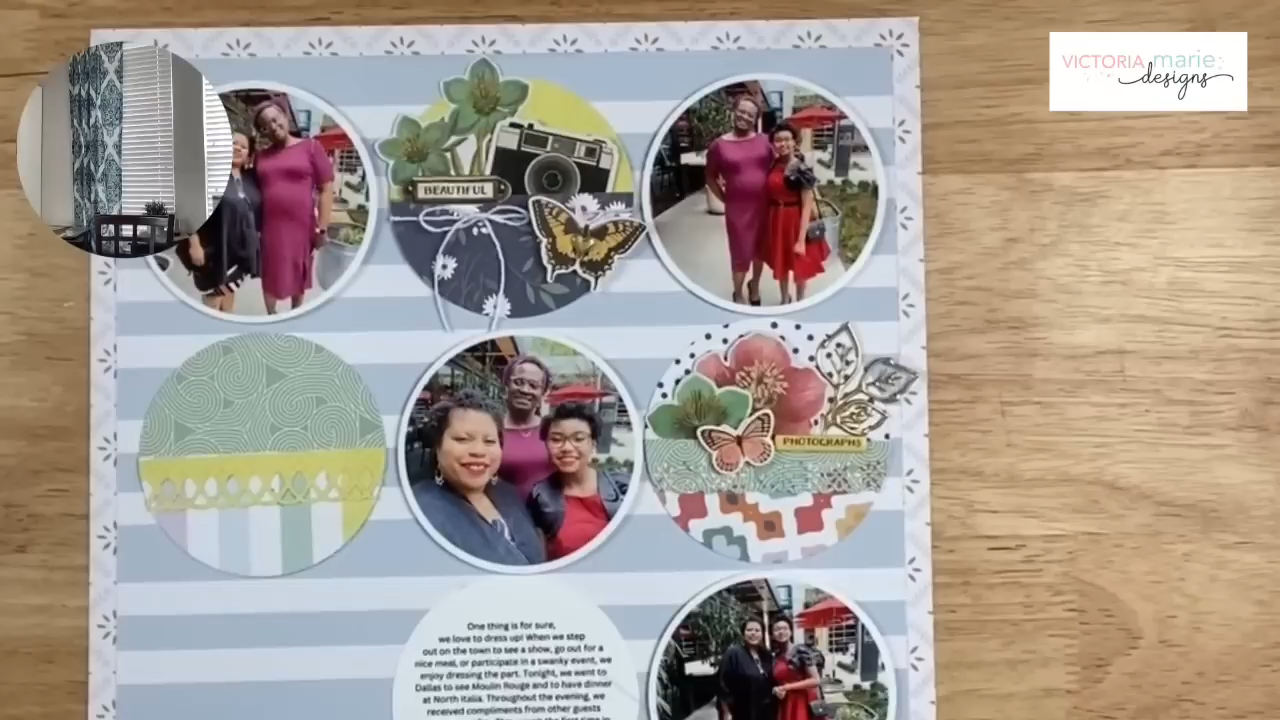 VICTORIA marie
designs
BEAUTIFUL
PHOTOGRAPHS
One thing is for sure,
we love to dress up! When we step
out on the town to see a show, go out for a
nice meal, or participate in a swanky event, we
enjoy dressing the part. Tonight, we went to
Dallas to see Moulin Rouge and to have dinner
at North Italia. Throughout the evening, we
received compliments from other guests